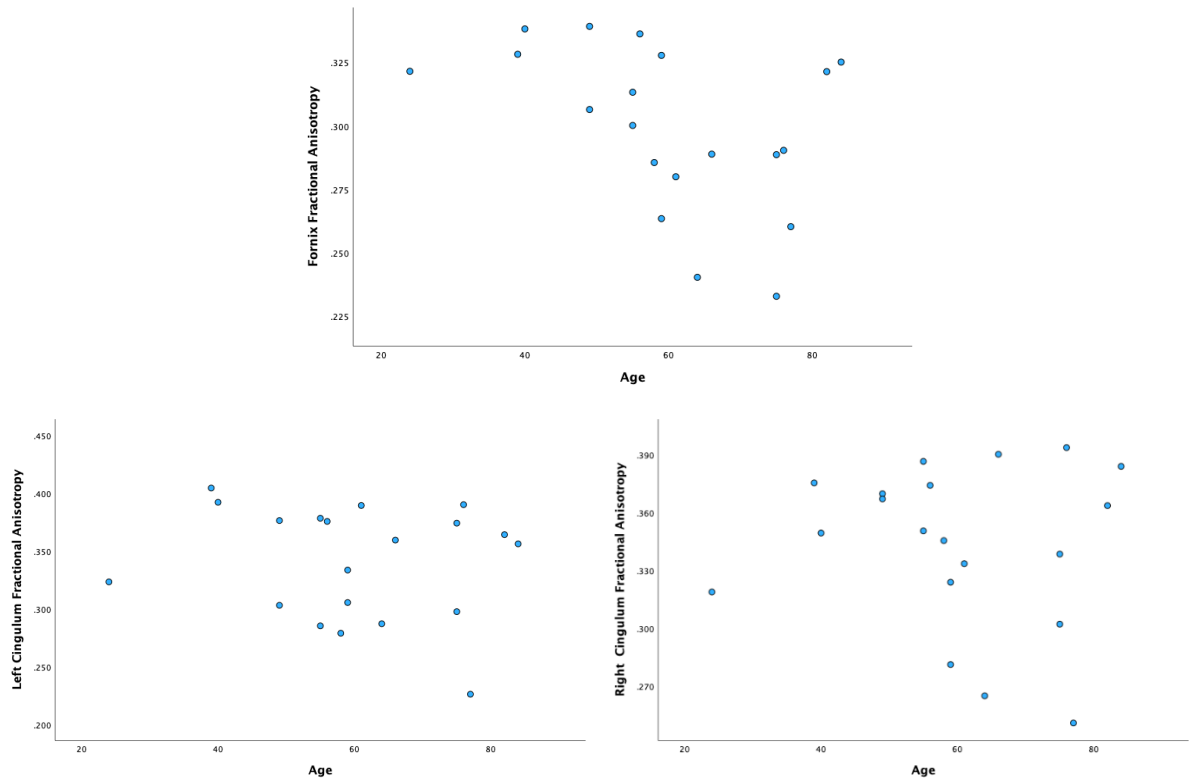 Fornix Fractional Anisotropy
.325
.300
.275
.250
.225
20 40 60 80
Age
Left Cingulum Fractional Anisotropy
.450
.400
.350
.300
.250
.200
20 40 60 80
Age
Right Cingulum Fractional Anisotropy
.390
.360
.330
.300
.270
20 40 60 80
Age